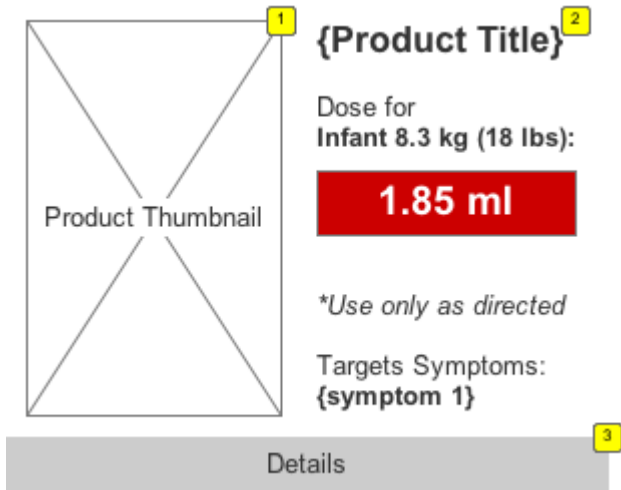 1
{Product Title}
2
Dose for
Infant 8.3 kg (18 lbs):
1.85 ml
Product Thumbnail
*Use only as directed
Targets Symptoms:
{symptom 1}
3
Details